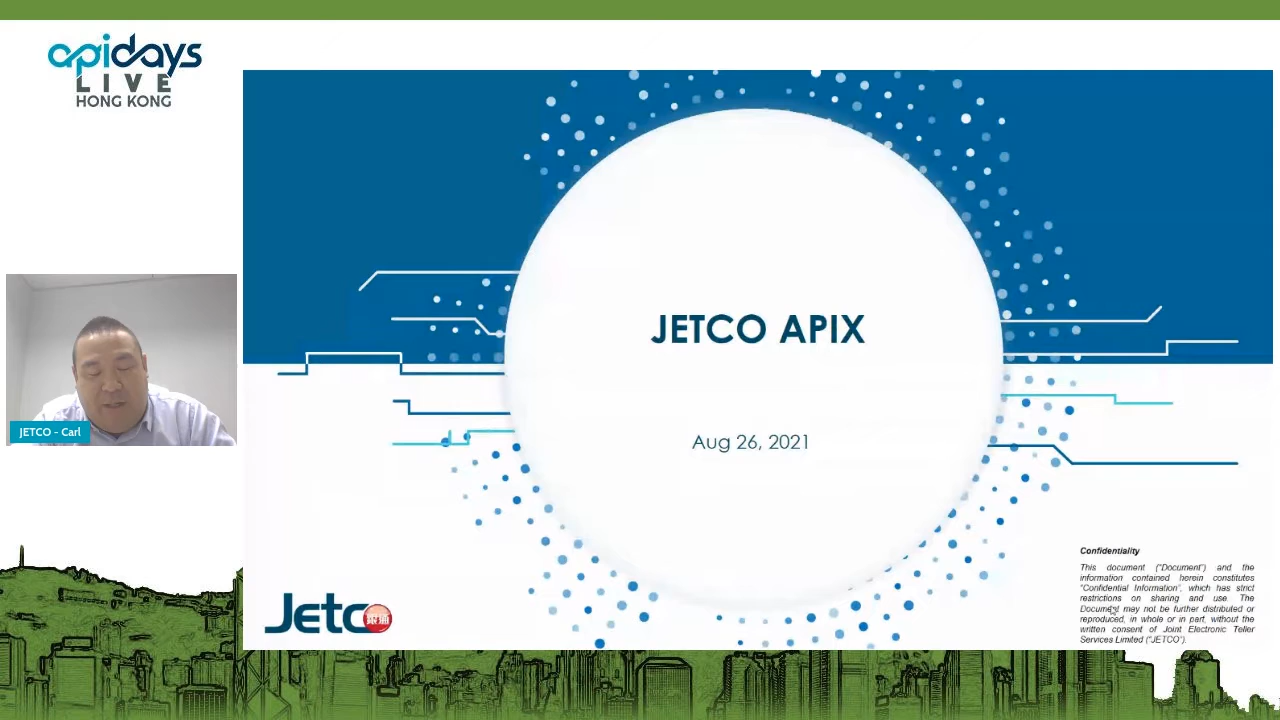 apidays
LIVE
HONG KONG
JETCO APIX
Aug 26, 2021
JETCO - Carl
Confidentiality
This document ("Document") and the
information contained herein constitutes
"Confidential Information", which has strict
restrictions on sharing and use. The
Document may not be further distributed or
reproduced, in whole or in part, without the
written consent of Joint Electronic Teller
Services Limited ("JETCO").
Jetco
銀通